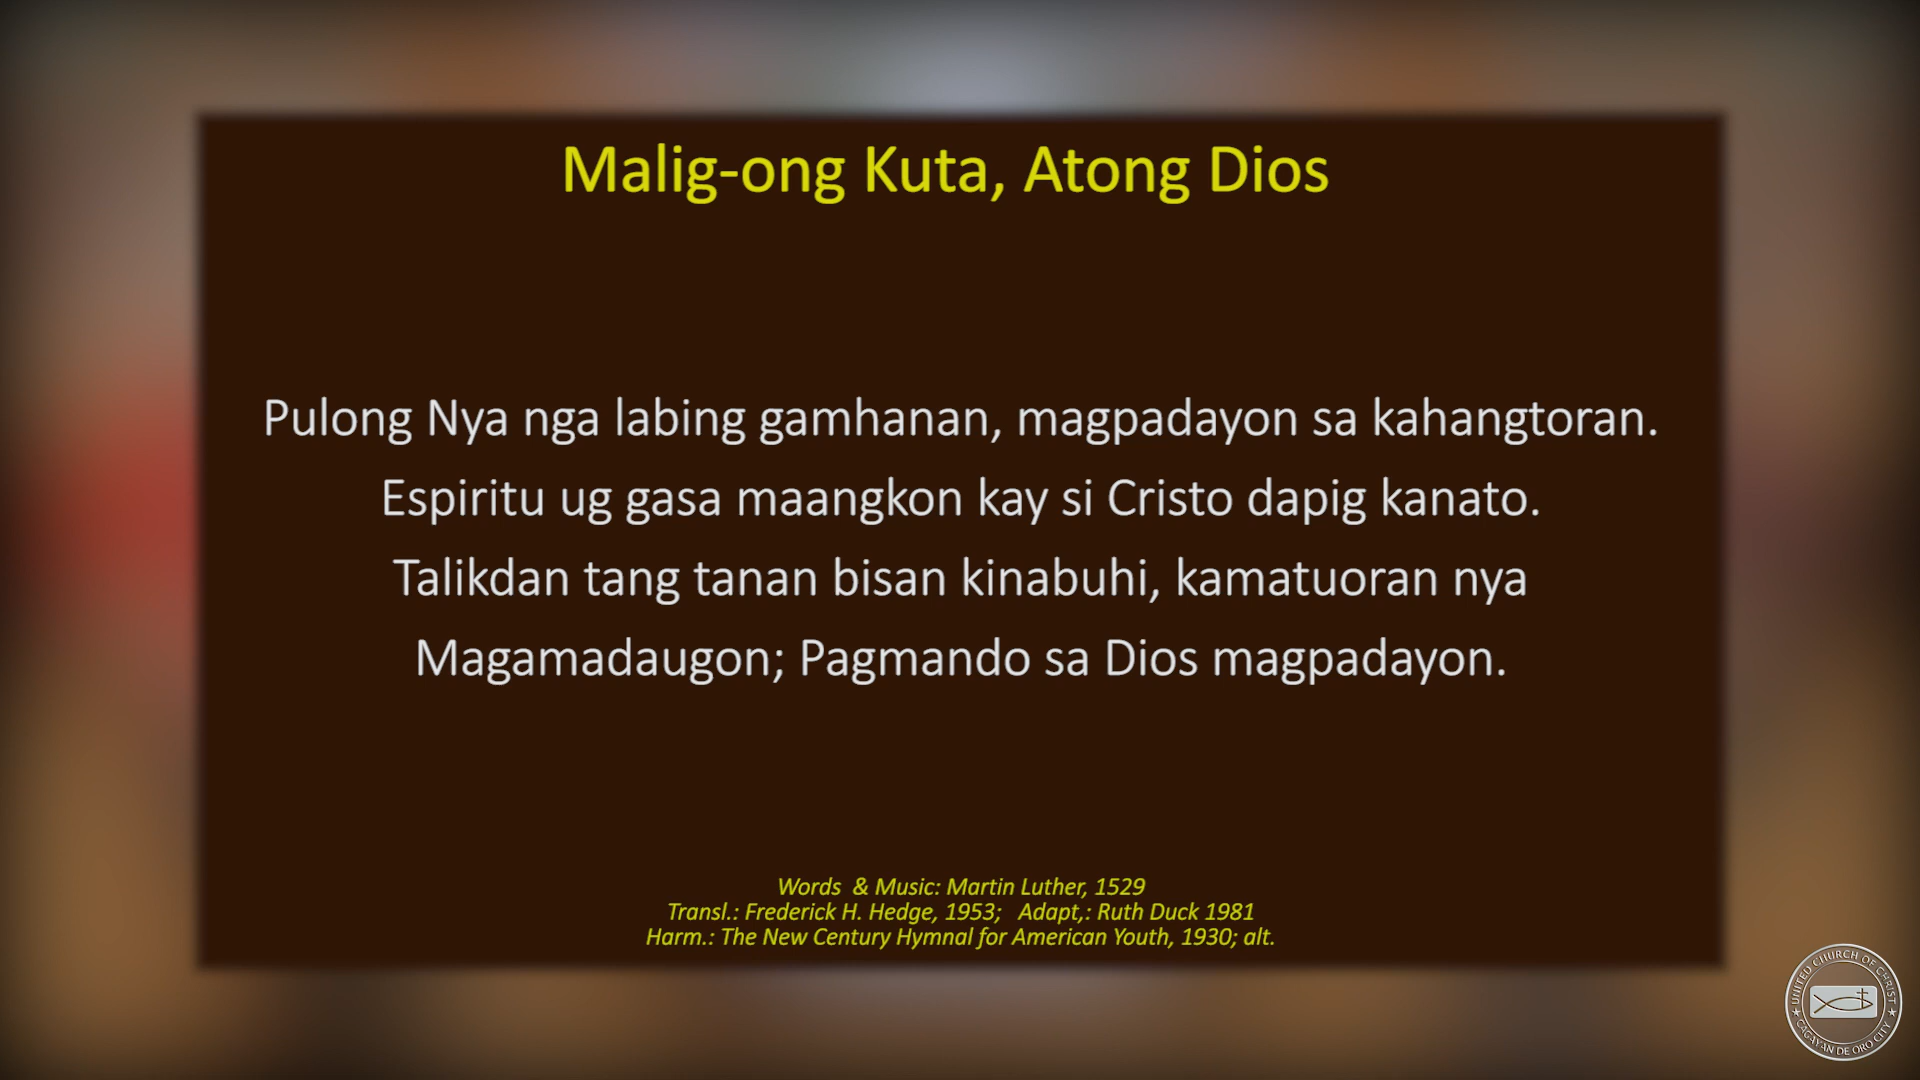 Malig-ong Kuta, Atong Dios
Pulong Nya nga labing gamhanan, magpadayon sa kahangtoran.
Espiritu ug gasa maangkon kay si Cristo dapig kanato.
Talikdan tang tanan bisan kinabuhi, kamatuoran nya
Magamadaugon; Pagmando sa Dios magpadayon.
Words & Music: Martin Luther, 1529
Transl.: Frederick H. Hedge, 1953; Adapt,: Ruth Duck 1981
Harm.: The New Century Hymnal for American Youth, 1930; alt.
UNITED CHURCH OF CHRIST
CAGAYAN DE ORO CITY